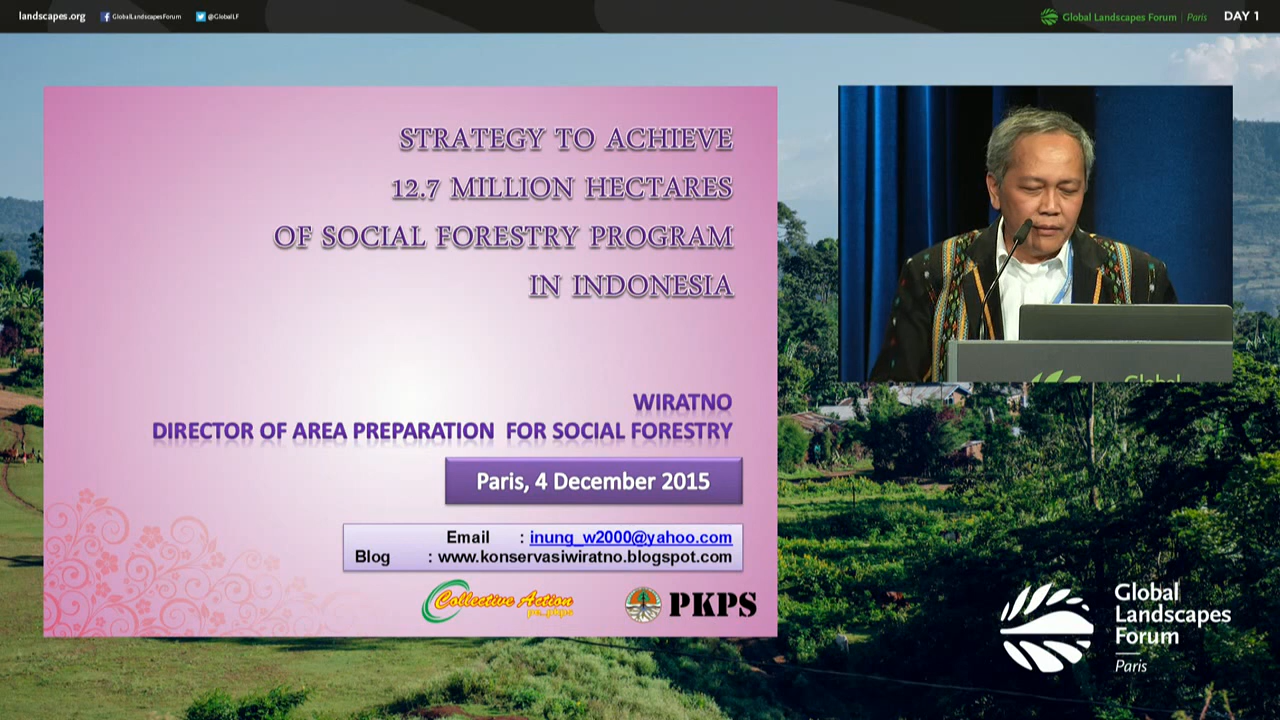 landscapes.org
GlobalLandscapesForum
@GlobalLF
Global Landscapes Forum | Paris
DAY 1
STRATEGY TO ACHIEVE
12.7 MILLION HECTARES
OF SOCIAL FORESTRY PROGRAM
IN INDONESIA
WIRATNO
DIRECTOR OF AREA PREPARATION FOR SOCIAL FORESTRY
Paris, 4 December 2015
Email : inung_w2000@yahoo.com
Blog : www.konservasiwiratno.blogspot.com
Collective Action
PKPS
Global
Global
Landscapes
Forum
Paris